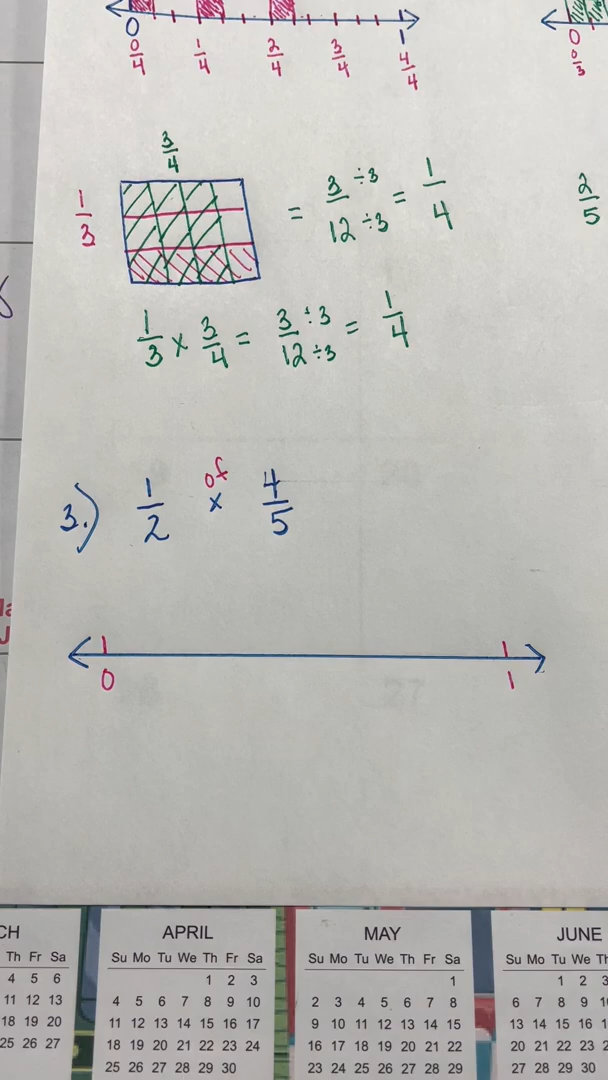 0 1
0/4 1/4 2/4 3/4 4/4
0
0/3
3/4
1/3 = 3÷3/12÷3 = 1/4
2/5
1/3 x 3/4 = 3÷3/12÷3 = 1/4
of
3.) 1/2 x 4/5
0 1
CH
Th Fr Sa
4 5 6
11 12 13
18 19 20
25 26 27
APRIL
Su Mo Tu We Th Fr Sa
1 2 3
4 5 6 7 8 9 10
11 12 13 14 15 16 17
18 19 20 21 22 23 24
25 26 27 28 29 30
MAY
Su Mo Tu We Th Fr Sa
1
2 3 4 5 6 7 8
9 10 11 12 13 14 15
16 17 18 19 20 21 22
23 24 25 26 27 28 29
JUNE
Su Mo Tu We Th
1 2 3
6 7 8 9 10
13 14 15 16
20 21 22 23
27 28 29 30